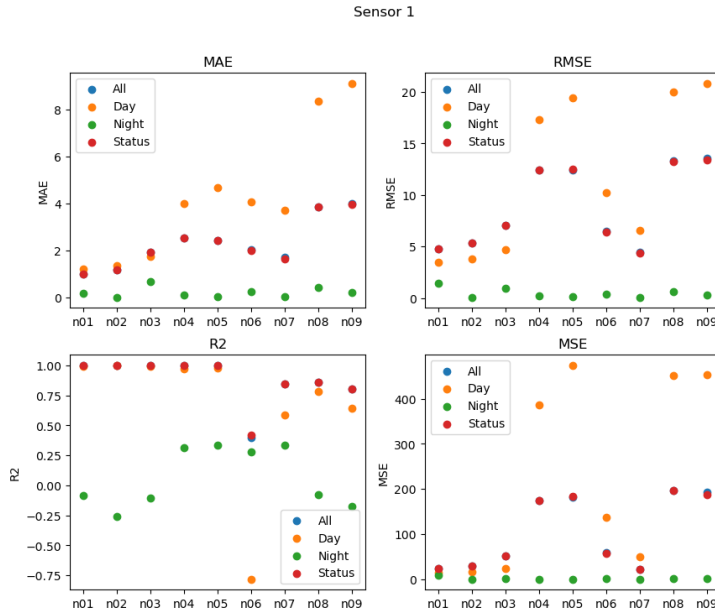 Sensor 1
MAE
All
Day
Night
Status
MAE
8
6
4
2
0
n01 n02 n03 n04 n05 n06 n07 n08 n09
RMSE
All
Day
Night
Status
RMSE
20
15
10
5
0
n01 n02 n03 n04 n05 n06 n07 n08 n09
R2
R2
1.00
0.75
0.50
0.25
0.00
−0.25
−0.50
−0.75
All
Day
Night
Status
n01 n02 n03 n04 n05 n06 n07 n08 n09
MSE
All
Day
Night
Status
MSE
400
300
200
100
0
n01 n02 n03 n04 n05 n06 n07 n08 n09